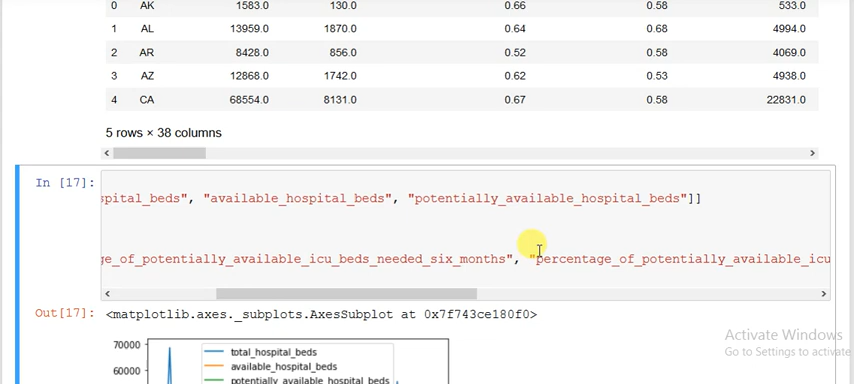 0 AK 1583.0 130.0 0.66 0.58 533.0
1 AL 13959.0 1870.0 0.64 0.68 4994.0
2 AR 8428.0 856.0 0.52 0.58 4069.0
3 AZ 12868.0 1742.0 0.62 0.53 4938.0
4 CA 68554.0 8131.0 0.67 0.58 22831.0
5 rows × 38 columns
In [17]:
spital_beds", "available_hospital_beds", "potentially_available_hospital_beds"]]
ge_of_potentially_available_icu_beds_needed_six_months", "percentage_of_potentially_available_icu
Out[17]: <matplotlib.axes._subplots.AxesSubplot at 0x7f743ce180f0>
70000
total_hospital_beds
available_hospital_beds
60000
potentially_available_hospital_beds
Activate Windows
Go to Settings to activate